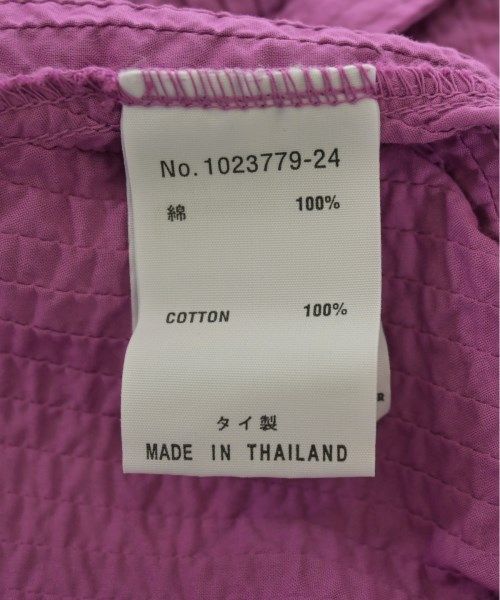 No. 1023779-24
綿 100%
COTTON 100%
タイ製
MADE IN THAILAND